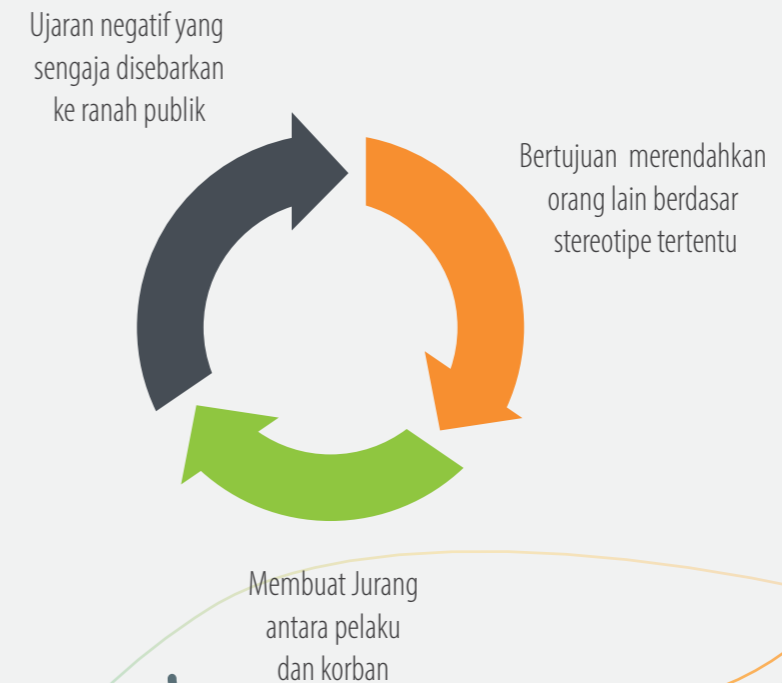 Ujaran negatif yang
sengaja disebarkan
ke ranah publik
Bertujuan merendahkan
orang lain berdasar
stereotipe tertentu
Membuat Jurang
antara pelaku
dan korban